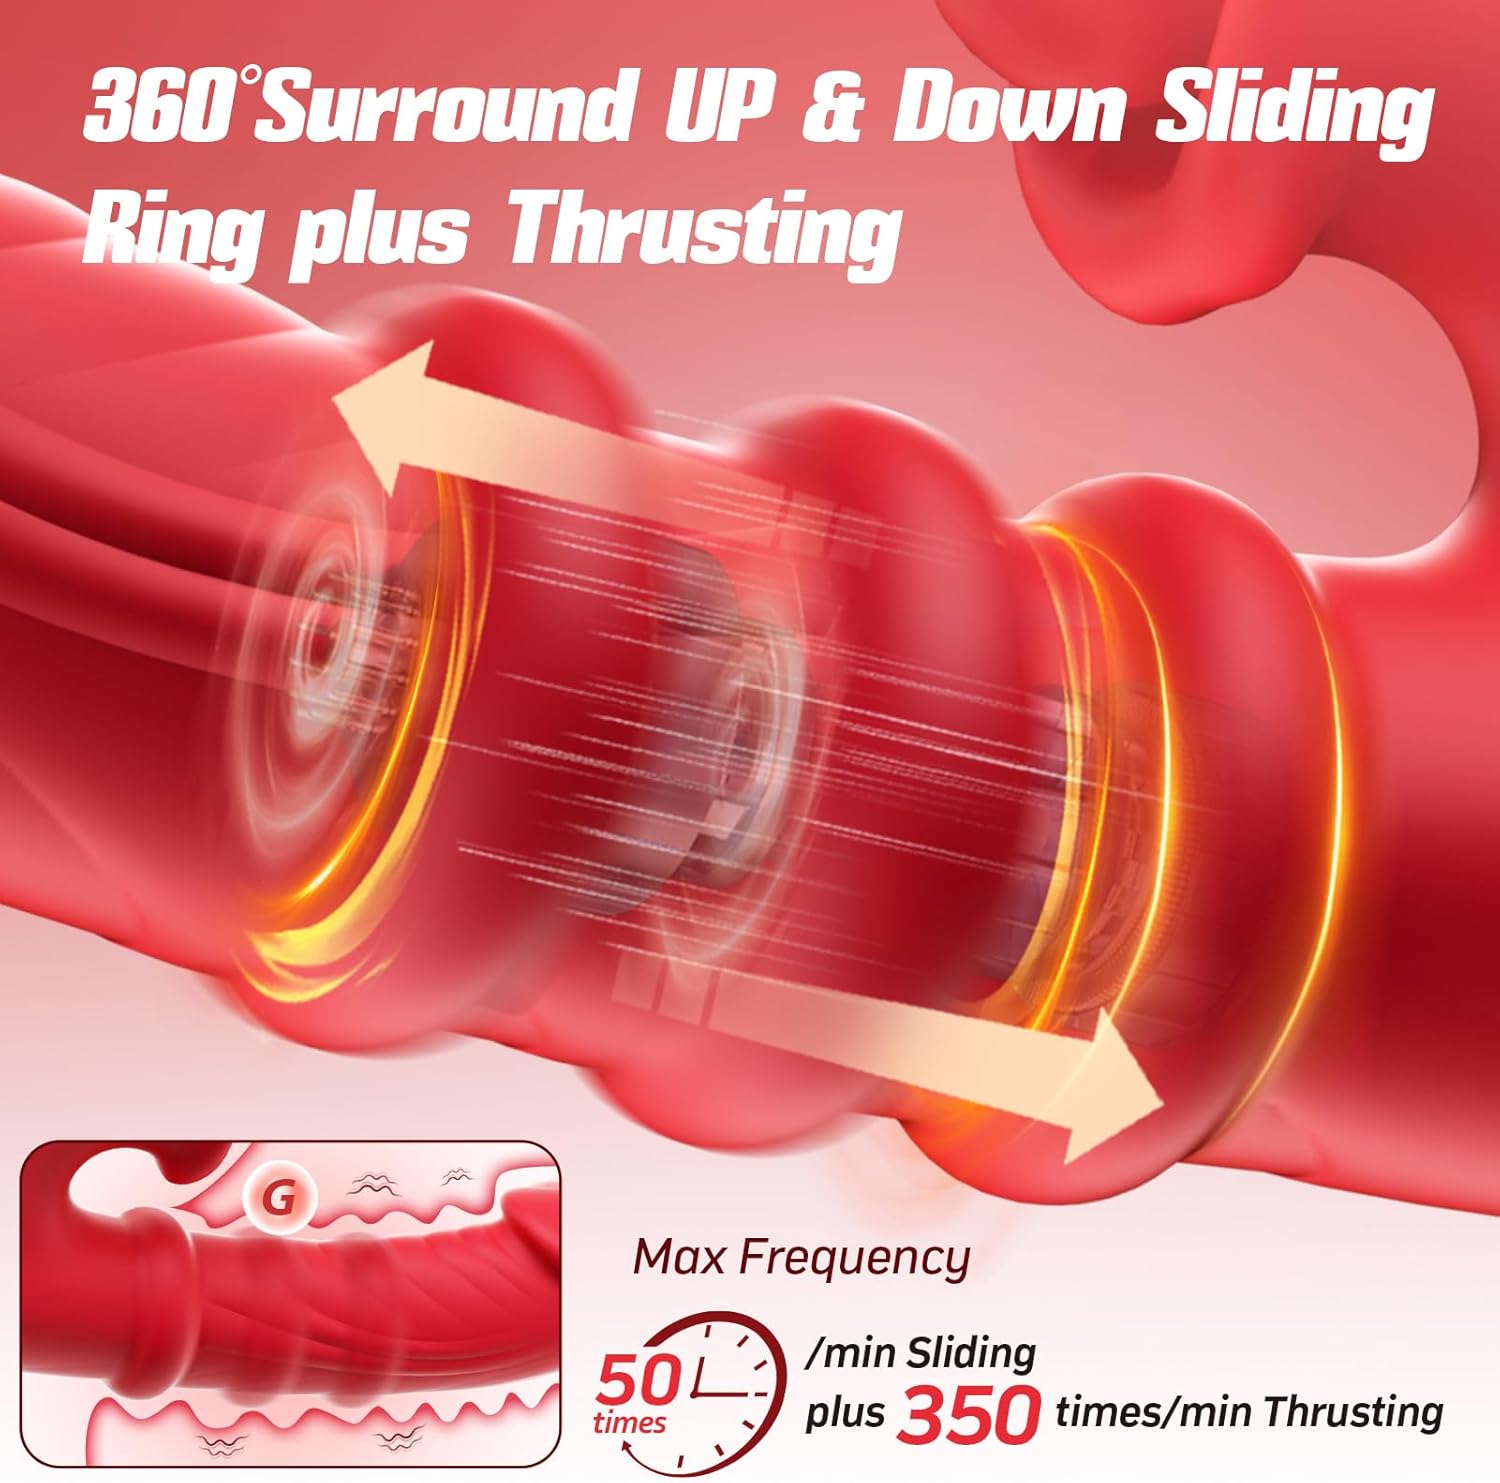 360°Surround UP & Down Sliding
Ring plus Thrusting
G
Max Frequency
50 times /min Sliding
plus 350 times/min Thrusting